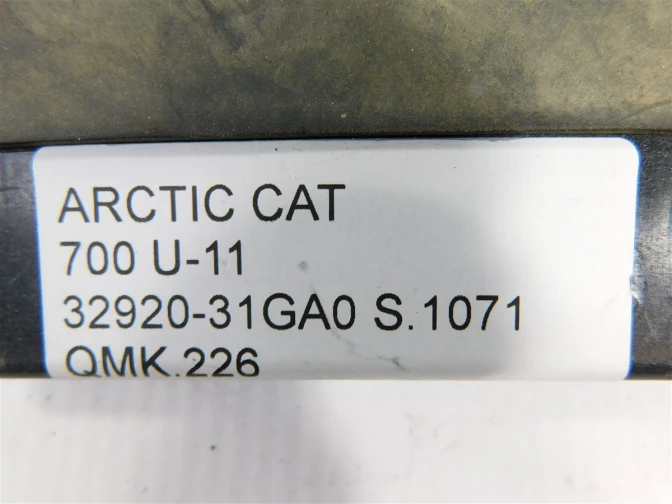 ARCTIC CAT
700 U-11
32920-31GA0 S.1071
QMK.226